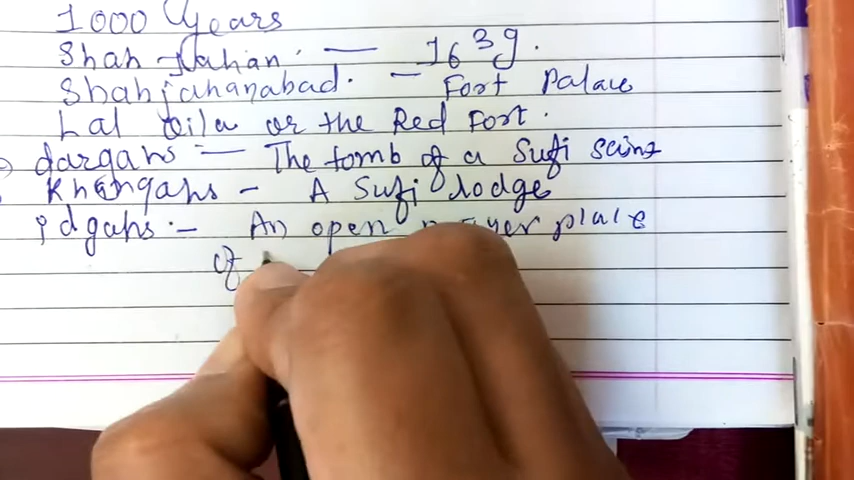 1000 Years
Shah Jahan. — 1639.
Shahjahanabad. — Fort Palace
Lal Qila or the Red Fort.
dargahs — The tomb of a Sufi saint
Khanqahs - A Sufi lodge
idgahs :- An open prayer place
of